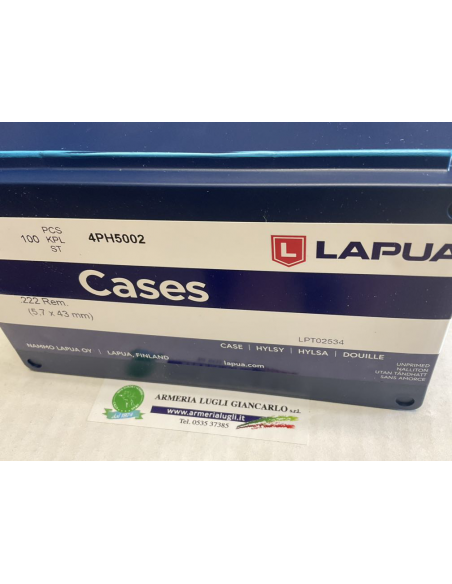 100 PCS KPL ST 4PH5002
L LAPUA
Cases
222 Rem.
(5,7 x 43 mm)
LPT02534
NAMMO LAPUA OY | LAPUA, FINLAND
CASE | HYLSY | HYLSA | DOUILLE
lapua.com
UNPRIMED
NALLITON
UTAN TÄNDHATT
SANS AMORCE
ARMERIA LUGLI GIANCARLO s.r.l.
www.armerialugli.it
Tel. 0535 37385